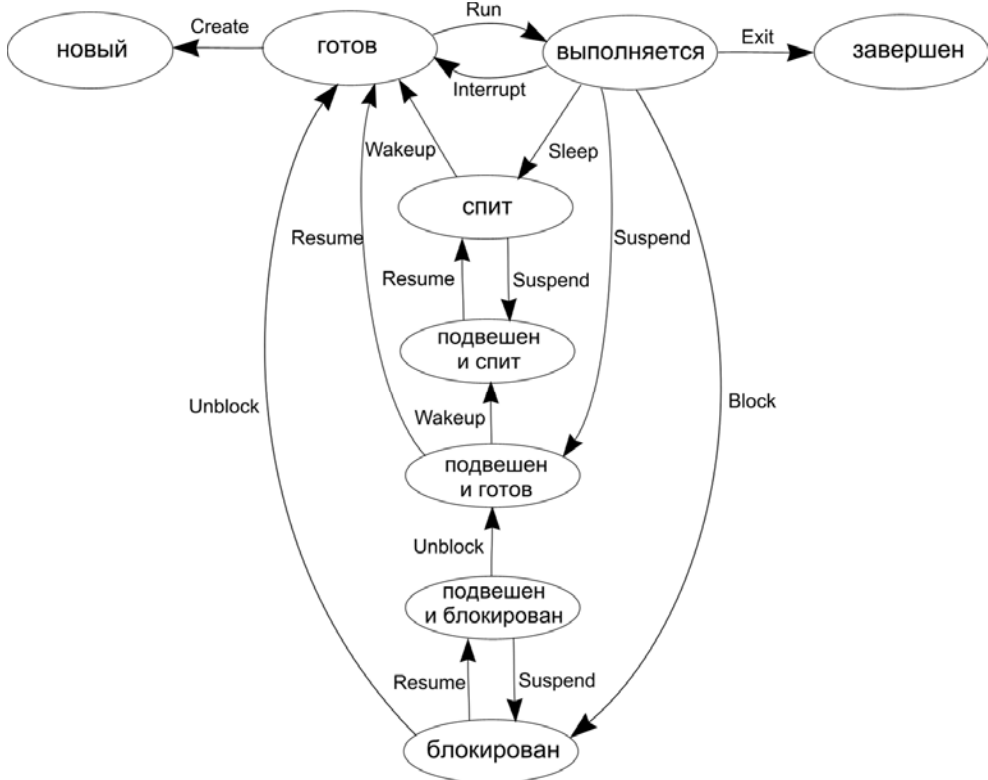 Create
Run
Exit
новый
готов
выполняется
завершен
Interrupt
Wakeup
Sleep
спит
Resume
Suspend
Resume
Suspend
подвешен
и спит
Unblock
Wakeup
Block
подвешен
и готов
Unblock
подвешен
и блокирован
Resume
Suspend
блокирован